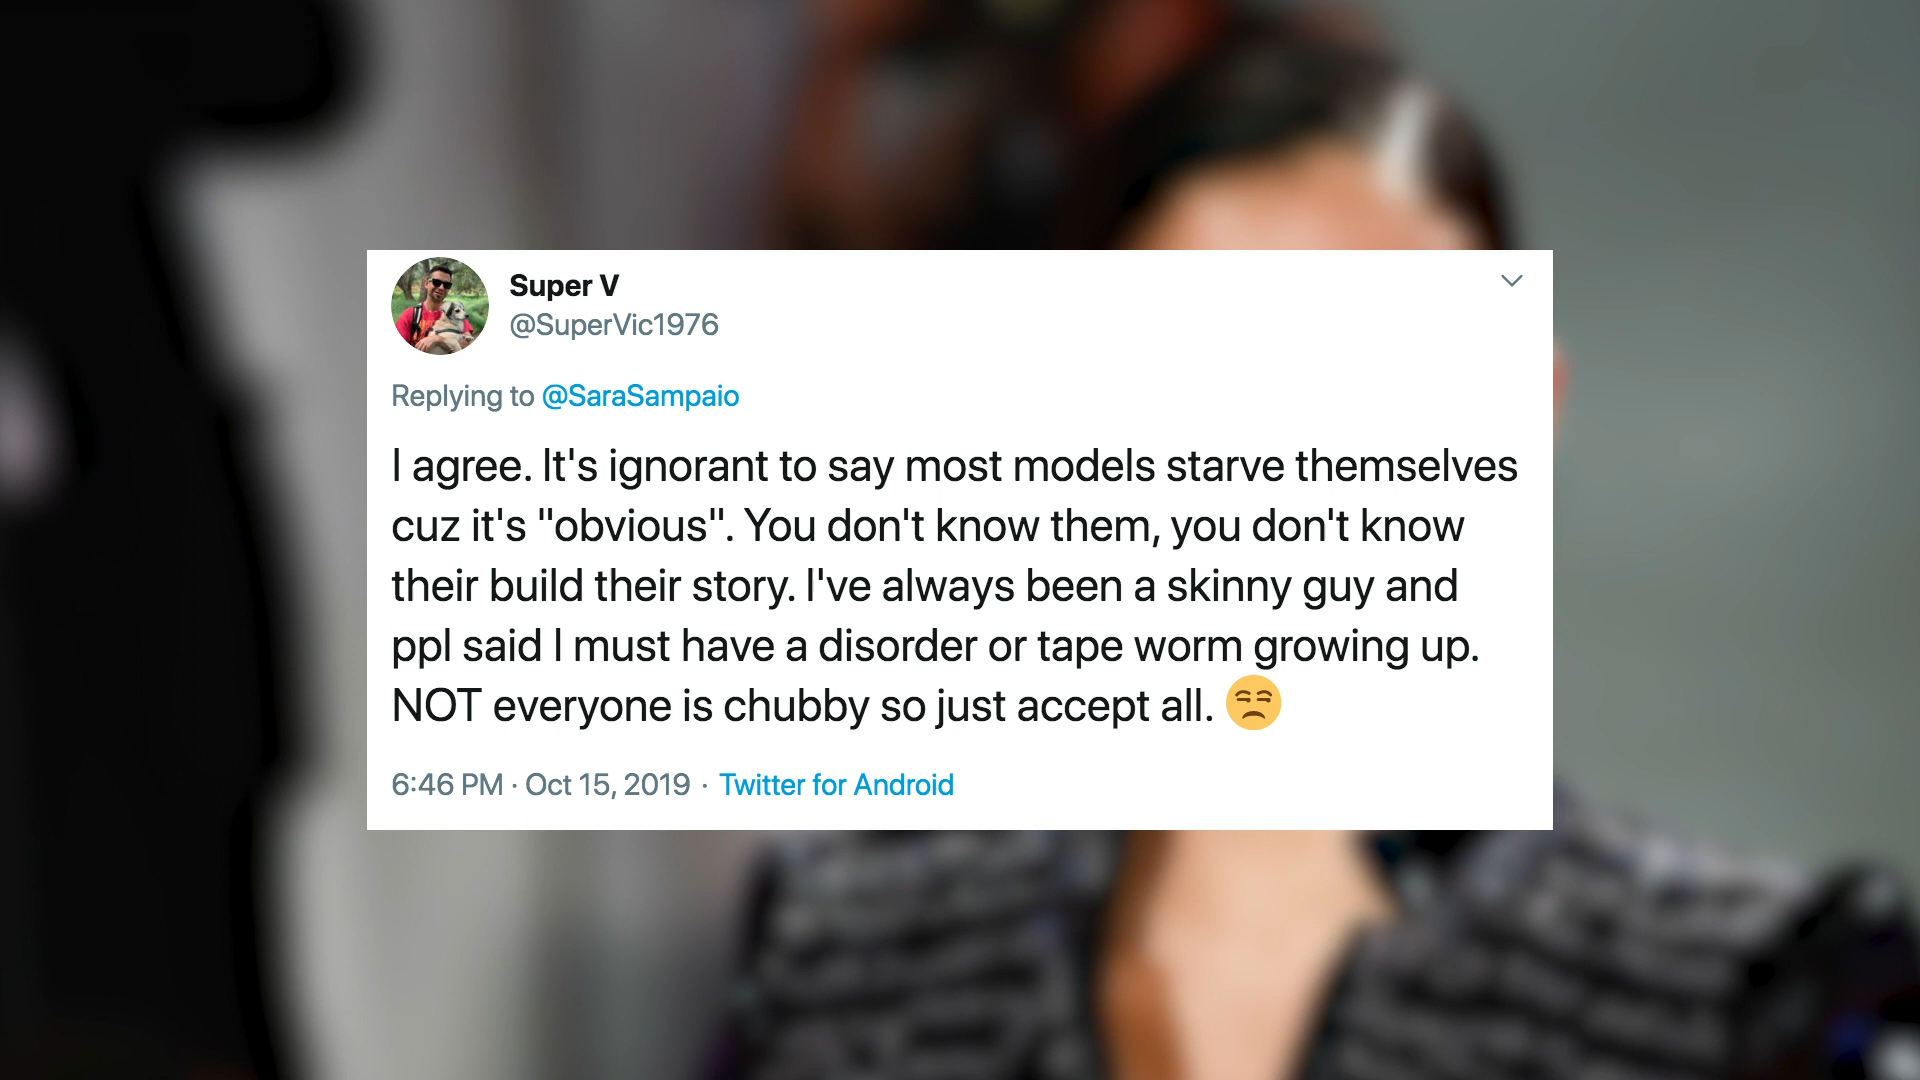 Super V
@SuperVic1976
Replying to @SaraSampaio
I agree. It's ignorant to say most models starve themselves
cuz it's "obvious". You don't know them, you don't know
their build their story. I've always been a skinny guy and
ppl said I must have a disorder or tape worm growing up.
NOT everyone is chubby so just accept all. 😒
6:46 PM · Oct 15, 2019 · Twitter for Android